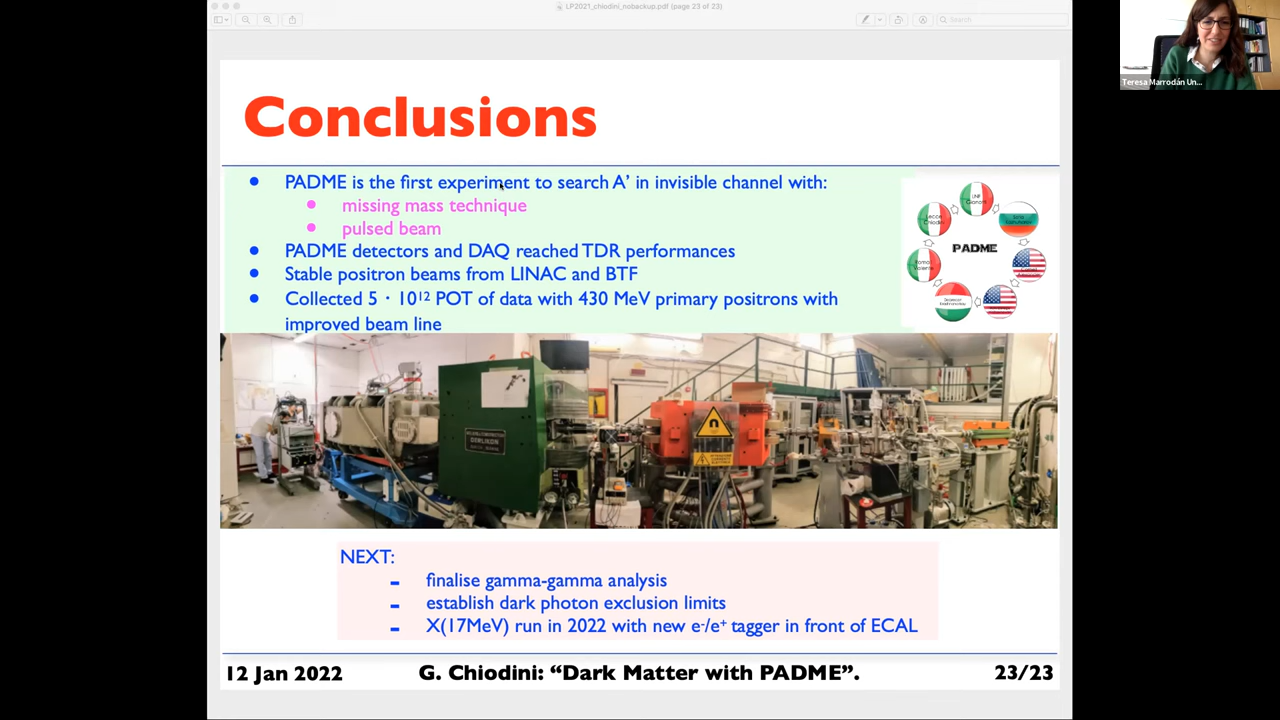 LP2021_chiodini_nobackup.pdf (page 23 of 23)
Search
Teresa Marrodán Un...
Conclusions
PADME is the first experiment to search A’ in invisible channel with:
missing mass technique
pulsed beam
PADME detectors and DAQ reached TDR performances
Stable positron beams from LINAC and BTF
Collected 5 · 10¹² POT of data with 430 MeV primary positrons with
improved beam line
PADME
NEXT:
- finalise gamma-gamma analysis
- establish dark photon exclusion limits
- X(17MeV) run in 2022 with new e⁻/e⁺ tagger in front of ECAL
12 Jan 2022
G. Chiodini: “Dark Matter with PADME”.
23/23